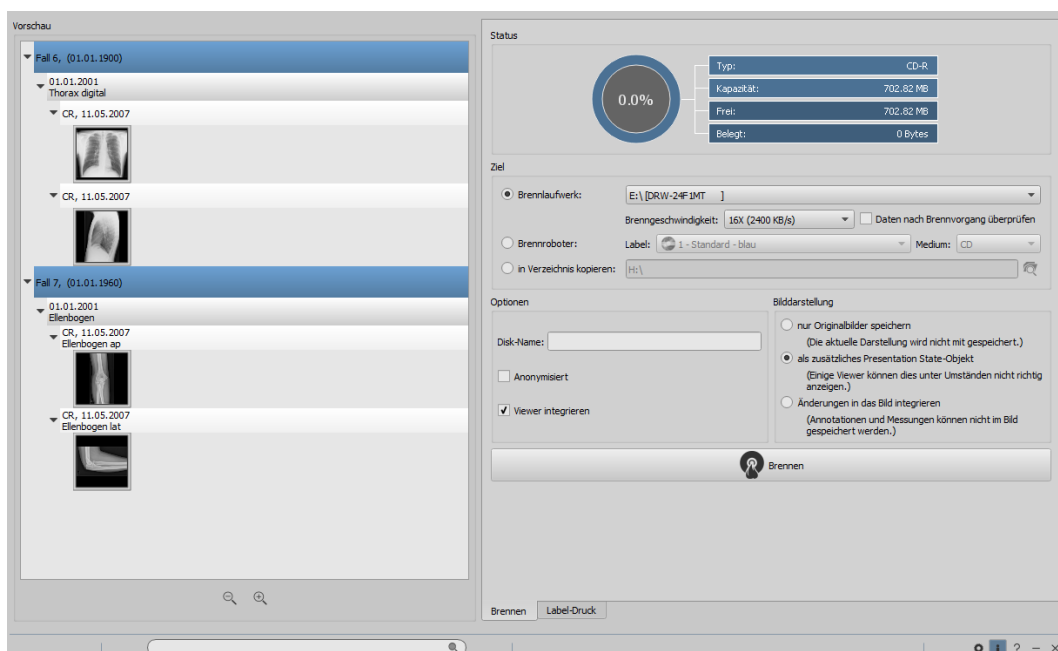 Vorschau
Fall 6, (01.01.1900)
01.01.2001
Thorax digital
CR, 11.05.2007
CR, 11.05.2007
Fall 7, (01.01.1960)
01.01.2001
Ellenbogen
CR, 11.05.2007
Ellenbogen ap
CR, 11.05.2007
Ellenbogen lat
Status
0.0%
Typ: CD-R
Kapazität: 702.82 MB
Frei: 702.82 MB
Belegt: 0 Bytes
Ziel
Brennlaufwerk: E:\ [DRW-24F1MT ]
Brenngeschwindigkeit: 16X (2400 KB/s) Daten nach Brennvorgang überprüfen
Brennroboter: Label: 1 - Standard - blau Medium: CD
in Verzeichnis kopieren: H:\
Optionen
Disk-Name:
Anonymisiert
Viewer integrieren
Bilddarstellung
nur Originalbilder speichern
(Die aktuelle Darstellung wird nicht mit gespeichert.)
als zusätzliches Presentation State-Objekt
(Einige Viewer können dies unter Umständen nicht richtig
anzeigen.)
Änderungen in das Bild integrieren
(Annotationen und Messungen können nicht im Bild
gespeichert werden.)
Brennen
Brennen Label-Druck